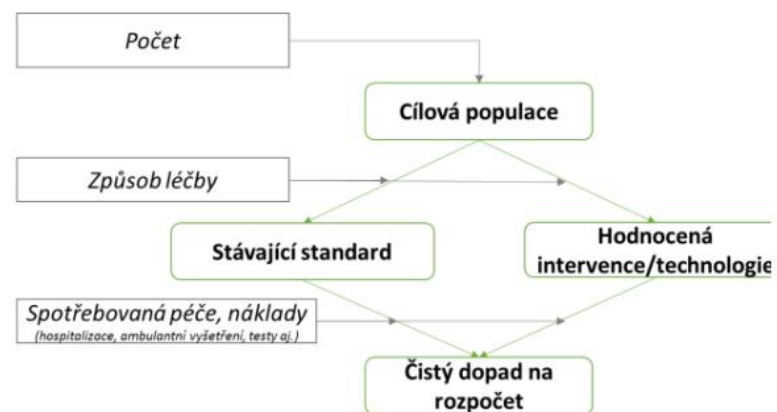 Počet
Cílová populace
Způsob léčby
Stávající standard
Hodnocená
intervence/technologie
Spotřebovaná péče, náklady
(hospitalizace, ambulantní vyšetření, testy aj.)
Čistý dopad na
rozpočet